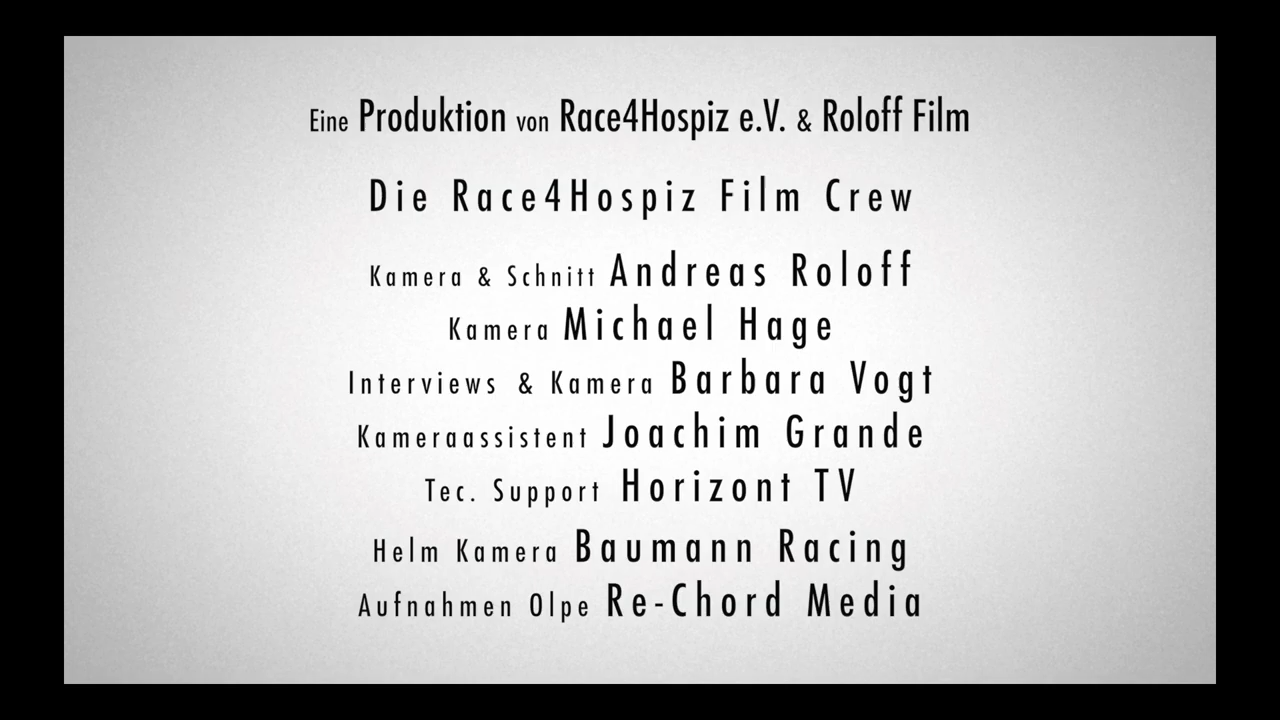 Eine Produktion von Race4Hospiz e.V. & Roloff Film
Die Race4Hospiz Film Crew
Kamera & Schnitt Andreas Roloff
Kamera Michael Hage
Interviews & Kamera Barbara Vogt
Kameraassistent Joachim Grande
Tec. Support Horizont TV
Helm Kamera Baumann Racing
Aufnahmen Olpe Re-Chord Media